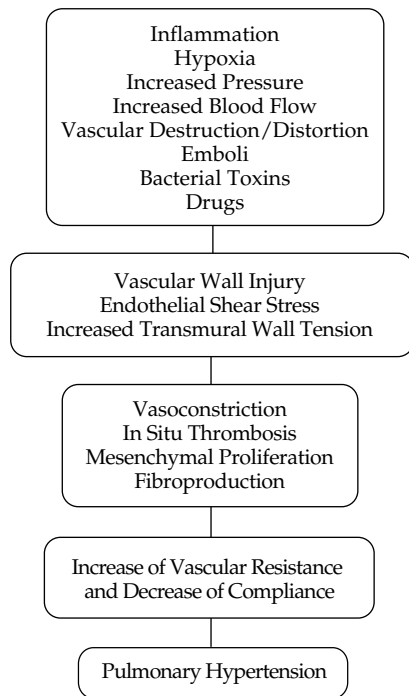 Inflammation
Hypoxia
Increased Pressure
Increased Blood Flow
Vascular Destruction/Distortion
Emboli
Bacterial Toxins
Drugs
Vascular Wall Injury
Endothelial Shear Stress
Increased Transmural Wall Tension
Vasoconstriction
In Situ Thrombosis
Mesenchymal Proliferation
Fibroproduction
Increase of Vascular Resistance
and Decrease of Compliance
Pulmonary Hypertension